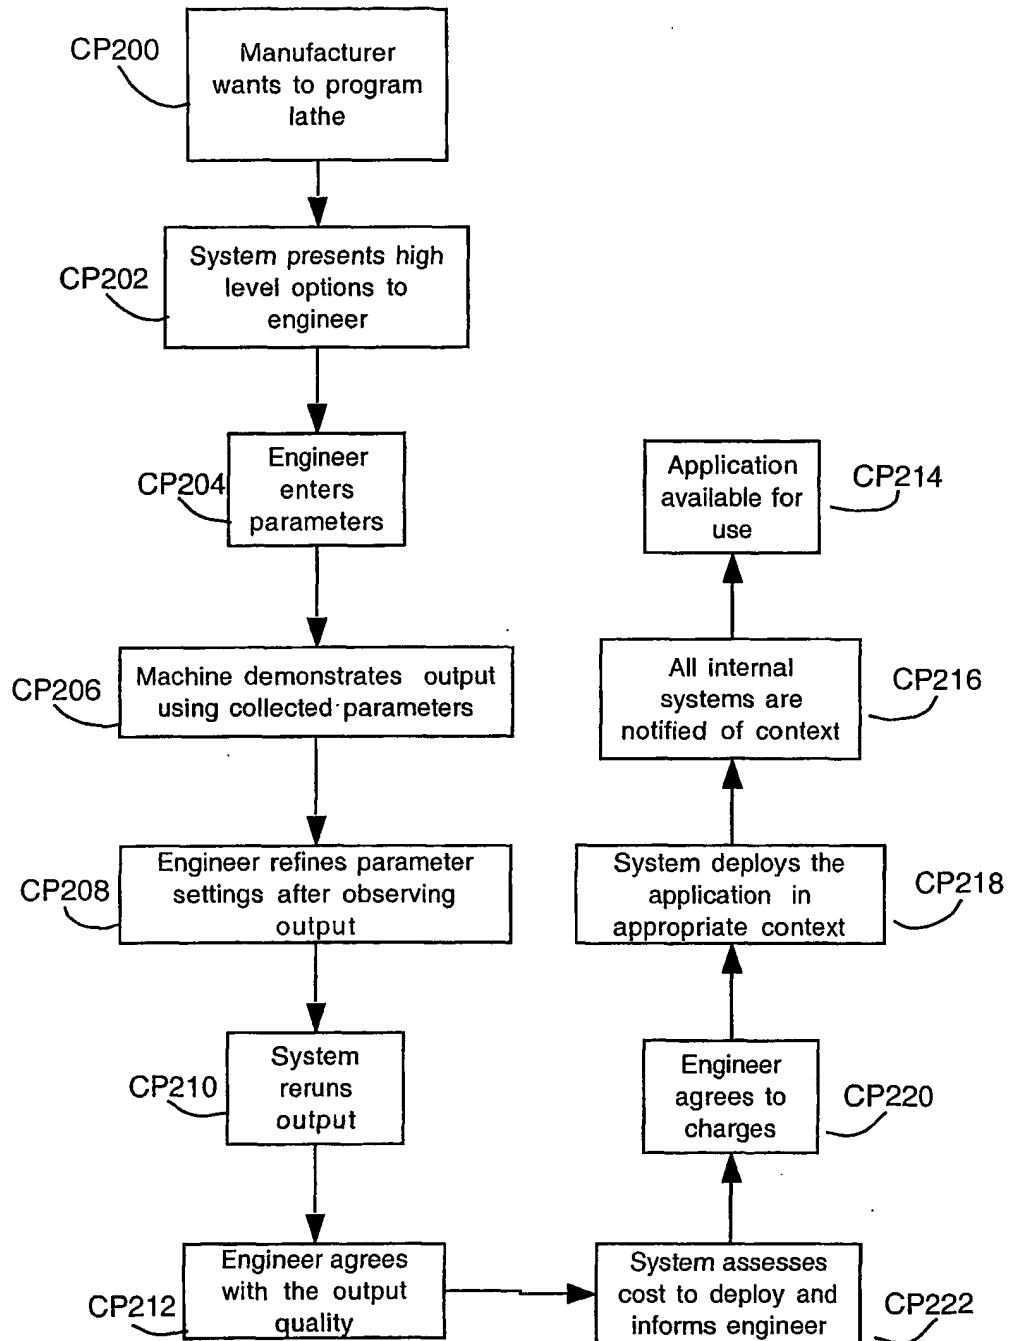 CP200
Manufacturer
wants to program
lathe
CP202
System presents high
level options to
engineer
CP204
Engineer
enters
parameters
CP206
Machine demonstrates output
using collected parameters
CP208
Engineer refines parameter
settings after observing
output
CP210
System
reruns
output
CP212
Engineer agrees
with the output
quality
System assesses
cost to deploy and
informs engineer
CP222
Engineer
agrees to
charges
CP220
System deploys the
application in
appropriate context
CP218
All internal
systems are
notified of context
CP216
Application
available for
use
CP214